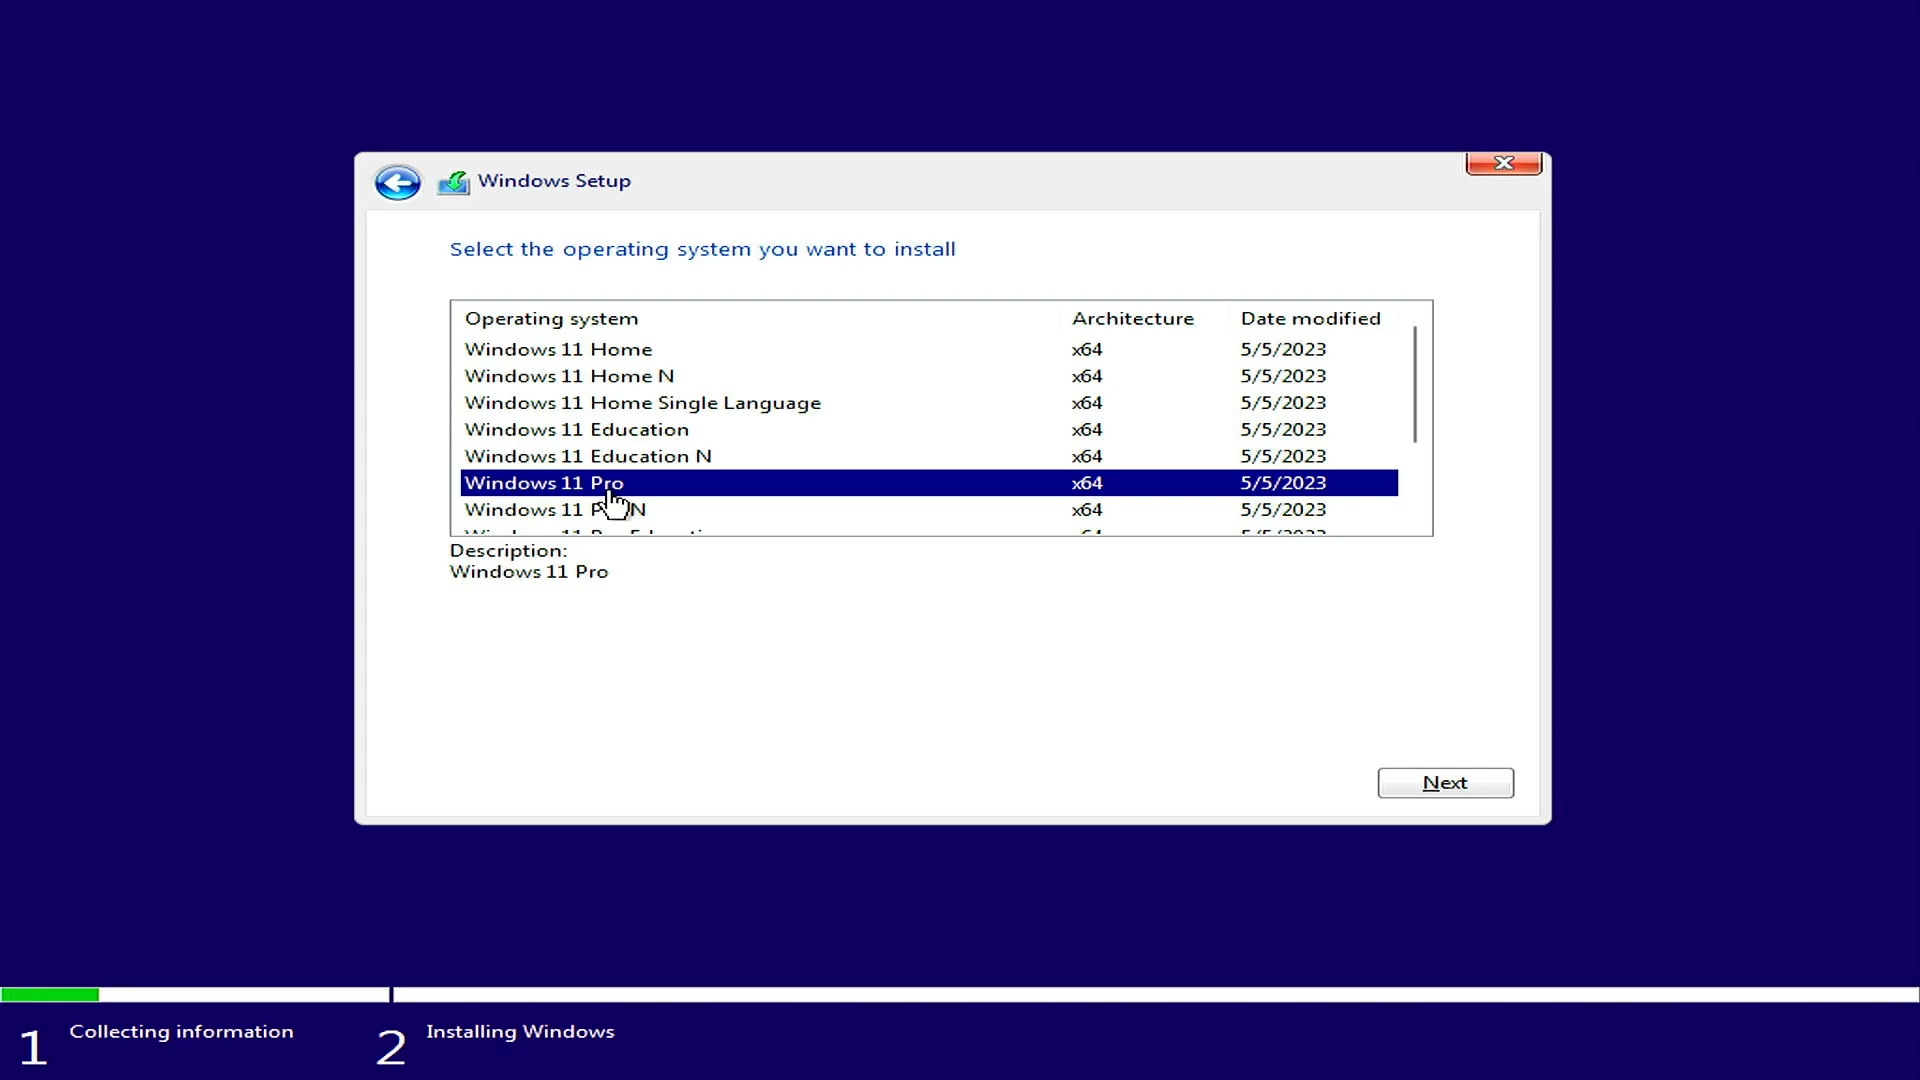 Windows Setup
Select the operating system you want to install
Operating system Architecture Date modified
Windows 11 Home x64 5/5/2023
Windows 11 Home N x64 5/5/2023
Windows 11 Home Single Language x64 5/5/2023
Windows 11 Education x64 5/5/2023
Windows 11 Education N x64 5/5/2023
Windows 11 Pro x64 5/5/2023
Windows 11 N x64 5/5/2023
Description:
Windows 11 Pro
Next
1 Collecting information 2 Installing Windows